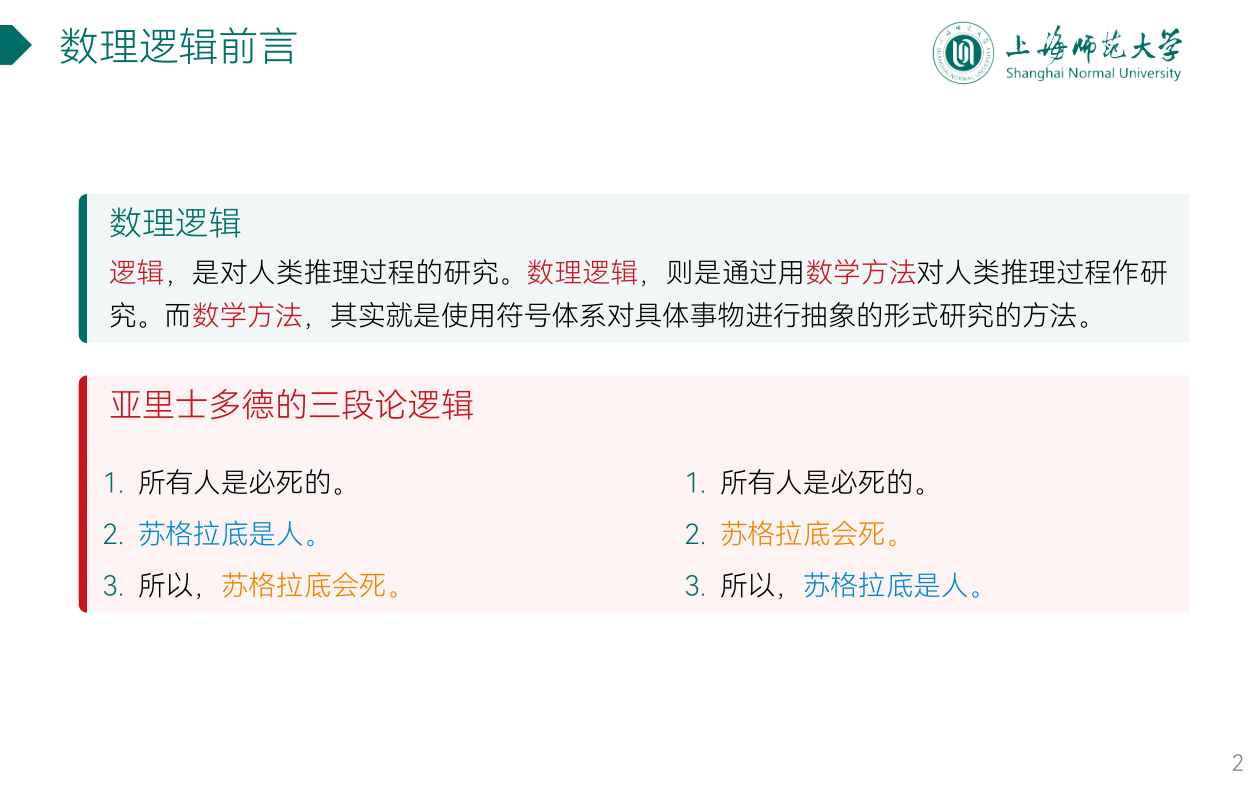 数理逻辑前言
上海师范大学
Shanghai Normal University
数理逻辑
逻辑，是对人类推理过程的研究。数理逻辑，则是通过用数学方法对人类推理过程作研
究。而数学方法，其实就是使用符号体系对具体事物进行抽象的形式研究的方法。
亚里士多德的三段论逻辑
1. 所有人是必死的。
2. 苏格拉底是人。
3. 所以，苏格拉底会死。
1. 所有人是必死的。
2. 苏格拉底会死。
3. 所以，苏格拉底是人。
2